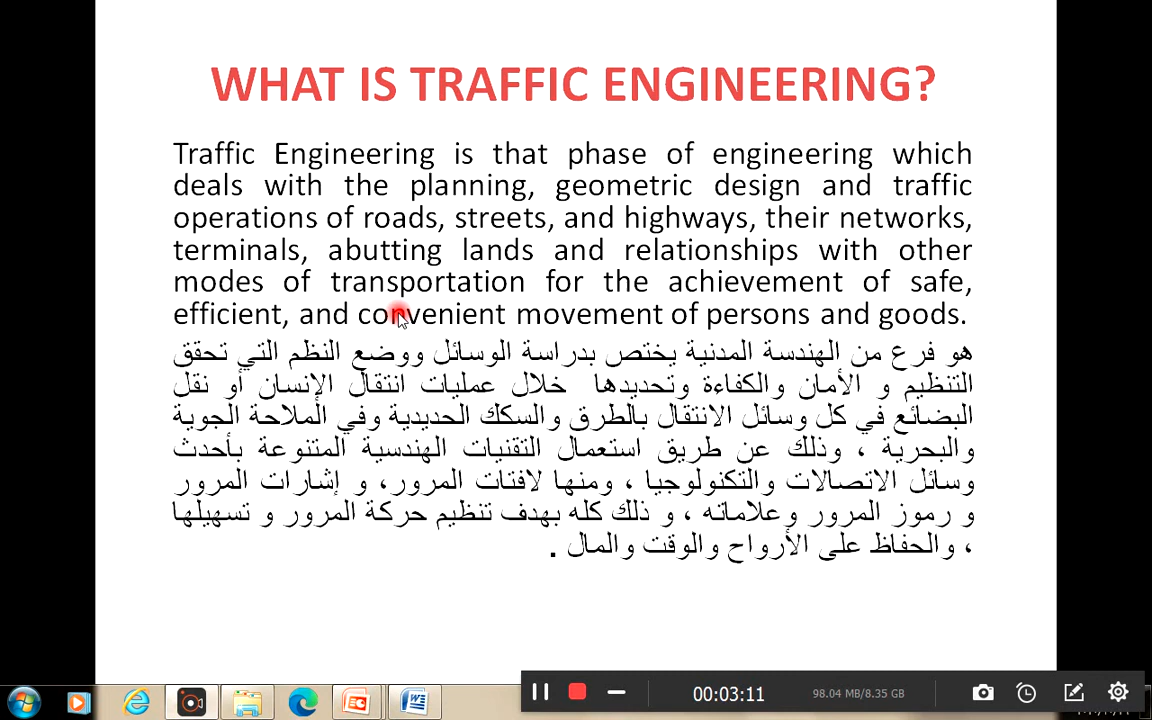 WHAT IS TRAFFIC ENGINEERING?
Traffic Engineering is that phase of engineering which
deals with the planning, geometric design and traffic
operations of roads, streets, and highways, their networks,
terminals, abutting lands and relationships with other
modes of transportation for the achievement of safe,
efficient, and convenient movement of persons and goods.
هو فرع من الهندسة المدنية يختص بدراسة الوسائل ووضع النظم التي تحقق
التنظيم و الأمان والكفاءة وتحديدها خلال عمليات انتقال الإنسان أو نقل
البضائع في كل وسائل الانتقال بالطرق والسكك الحديدية وفي الملاحة الجوية
والبحرية ، وذلك عن طريق استعمال التقنيات الهندسية المتنوعة بأحدث
وسائل الاتصالات والتكنولوجيا ، ومنها لافتات المرور، و إشارات المرور
و رموز المرور وعلاماته ، و ذلك كله بهدف تنظيم حركة المرور و تسهيلها
، والحفاظ على الأرواح والوقت والمال .
00:03:11
98.04 MB/8.35 GB